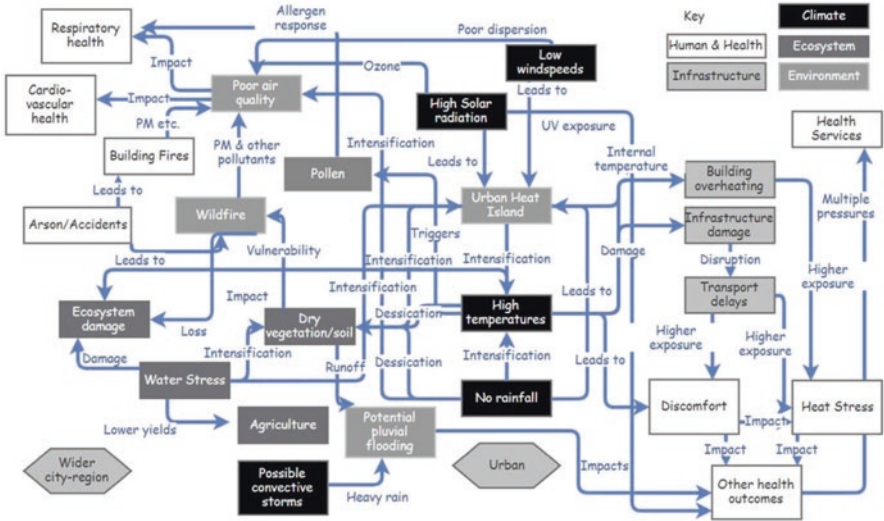 Respiratory
health
Allergen
response
Poor dispersion
Low
windspeeds
Key
Climate
Human & Health
Ecosystem
Infrastructure
Environment
Impact
Ozone
Cardio-
vascular health
Impact
Poor air
quality
High Solar
radiation
Leads to
UV exposure
Health
Services
PM etc.
Building Fires
PM & other
pollutants
Intensification
Pollen
Leads to
Internal
temperature
Building
overheating
Multiple
pressures
Leads to
Arson/Accidents
Wildfire
Urban Heat
Island
Infrastructure
damage
Vulnerability
Triggers
Damage
Disruption
Leads to
Intensification
Intensification
Higher
exposure
Ecosystem
damage
Loss
Impact
Intensification
Dry
vegetation/soil
Dessication
High
temperatures
Leads to
Transport
delays
Higher
exposure
Higher
exposure
Damage
Intensification
Runoff
Dessication
Intensification
Leads to
Water Stress
No rainfall
Discomfort
Impact
Heat Stress
Lower yields
Agriculture
Potential
pluvial
flooding
Impact
Impact
Wider
city-region
Possible
convective
storms
Heavy rain
Urban
Impacts
Other health
outcomes